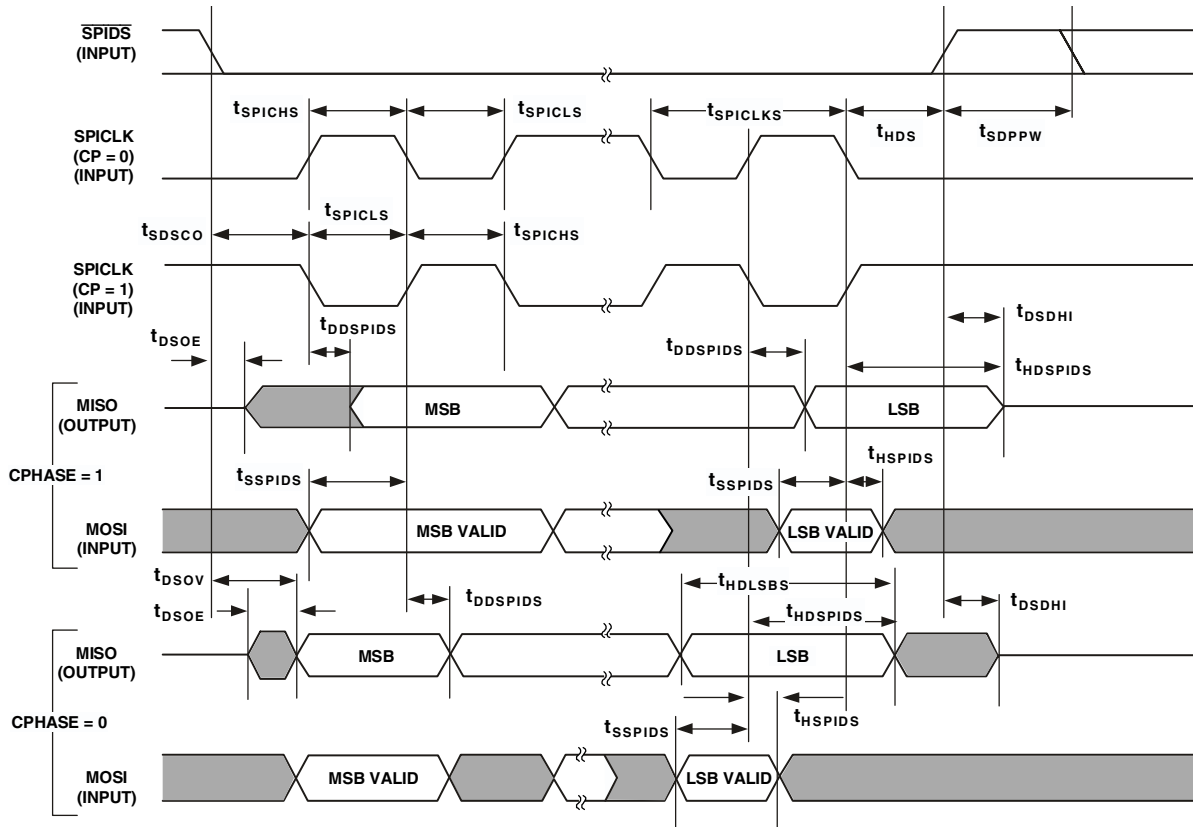 SPIDS
(INPUT)
tSPICHS
tSPICLS
tSPICLKS
tHDS
tSDPPW
SPICLK
(CP = 0)
(INPUT)
tSPICLS
tSDSCO
tSPICHS
SPICLK
(CP = 1)
(INPUT)
tDSOE
tDDSPIDS
tDDSPIDS
tDSDHI
tHDSPIDS
MISO
(OUTPUT)
MSB
LSB
CPHASE = 1
tSSPIDS
tSSPIDS
tHSPIDS
MOSI
(INPUT)
MSB VALID
LSB VALID
tDSOV
tDSOE
tDDSPIDS
tHDLSBS
tHDSPIDS
tDSDHI
MISO
(OUTPUT)
MSB
LSB
CPHASE = 0
tSSPIDS
tHSPIDS
MOSI
(INPUT)
MSB VALID
LSB VALID